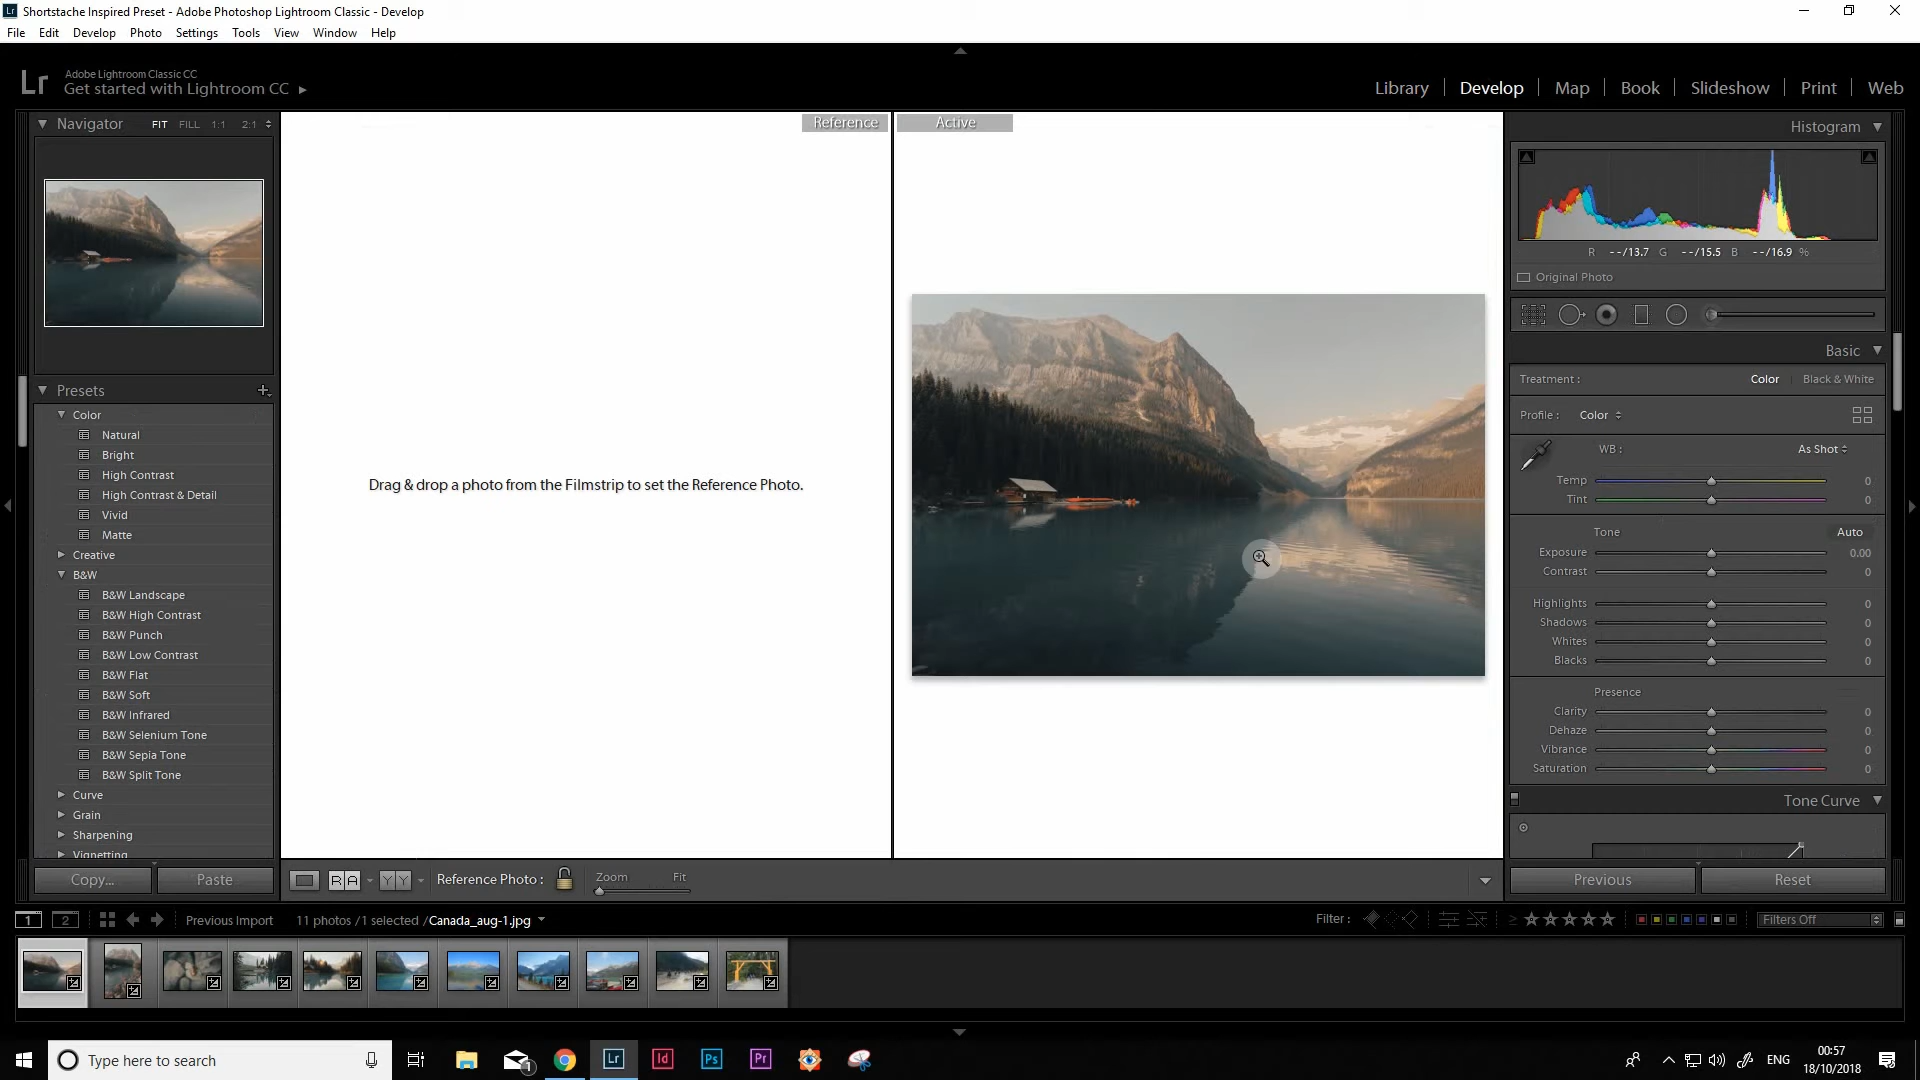 Lr Shortstache Inspired Preset - Adobe Photoshop Lightroom Classic - Develop
File Edit Develop Photo Settings Tools View Window Help
Lr Adobe Lightroom Classic CC
Get started with Lightroom CC
Library Develop Map Book Slideshow Print Web
Navigator FIT FILL 1:1 2:1
Reference Active
Histogram
R --/13.7 G --/15.5 B --/16.9 %
Original Photo
Basic
Treatment : Color Black & White
Profile : Color
WB : As Shot
Temp 0
Tint 0
Tone Auto
Exposure 0.00
Contrast 0
Highlights 0
Shadows 0
Whites 0
Blacks 0
Presence
Clarity 0
Dehaze 0
Vibrance 0
Saturation 0
Tone Curve
Previous Reset
Presets
Color
Natural
Bright
High Contrast
High Contrast & Detail
Vivid
Matte
Creative
B&W
B&W Landscape
B&W High Contrast
B&W Punch
B&W Low Contrast
B&W Flat
B&W Soft
B&W Infrared
B&W Selenium Tone
B&W Sepia Tone
B&W Split Tone
Curve
Grain
Sharpening
Vignetting
Copy... Paste
Drag & drop a photo from the Filmstrip to set the Reference Photo.
R A Y Y Reference Photo : Zoom Fit
1 2 Previous Import 11 photos / 1 selected / Canada_aug-1.jpg
Filter : ≥ Filters Off
Type here to search
1 Lr Id Ps Pr
ENG
00:57
18/10/2018